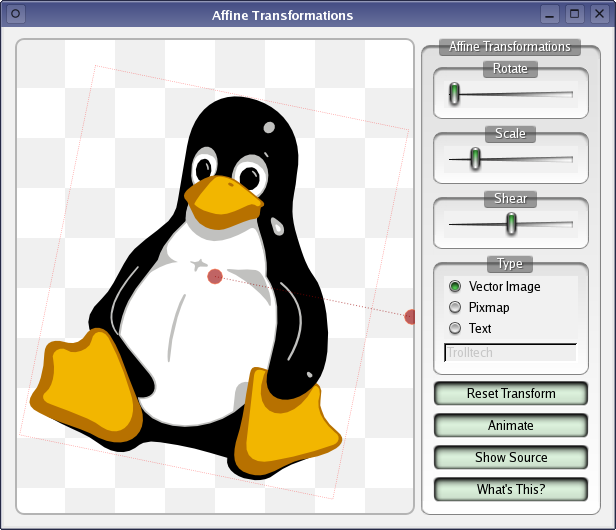 Affine Transformations
Affine Transformations
Rotate
Scale
Shear
Type
Vector Image
Pixmap
Text
Trolltech
Reset Transform
Animate
Show Source
What's This?